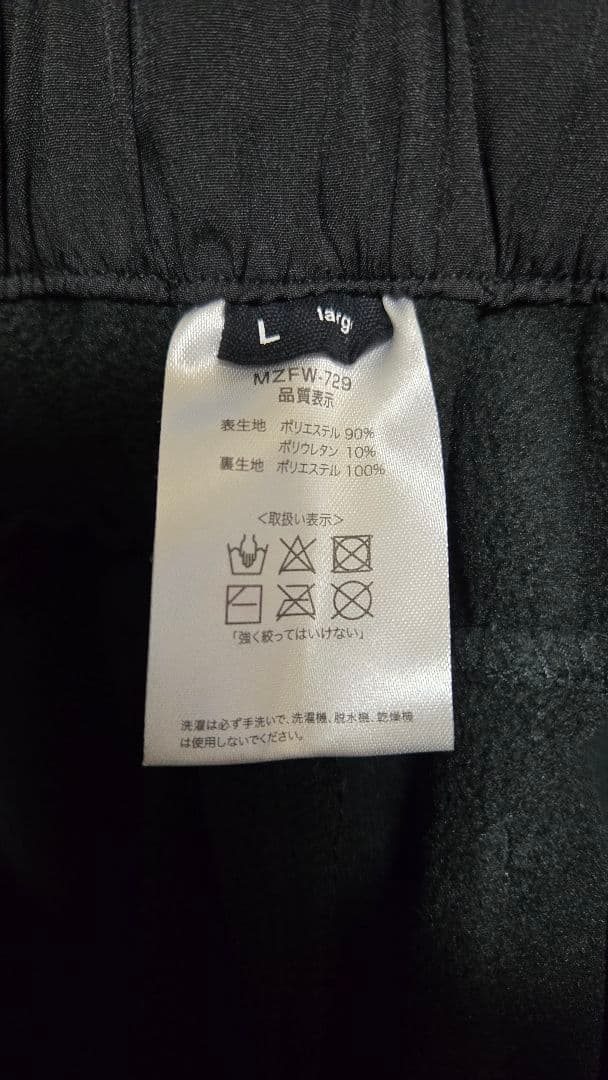 L
MZFW-729
品質表示
表生地 ポリエステル 90%
ポリウレタン 10%
裏生地 ポリエステル 100%
<取扱い表示>
「強く絞ってはいけない」
洗濯は必ず手洗いで、洗濯機、脱水機、乾燥機
は使用しないでください。